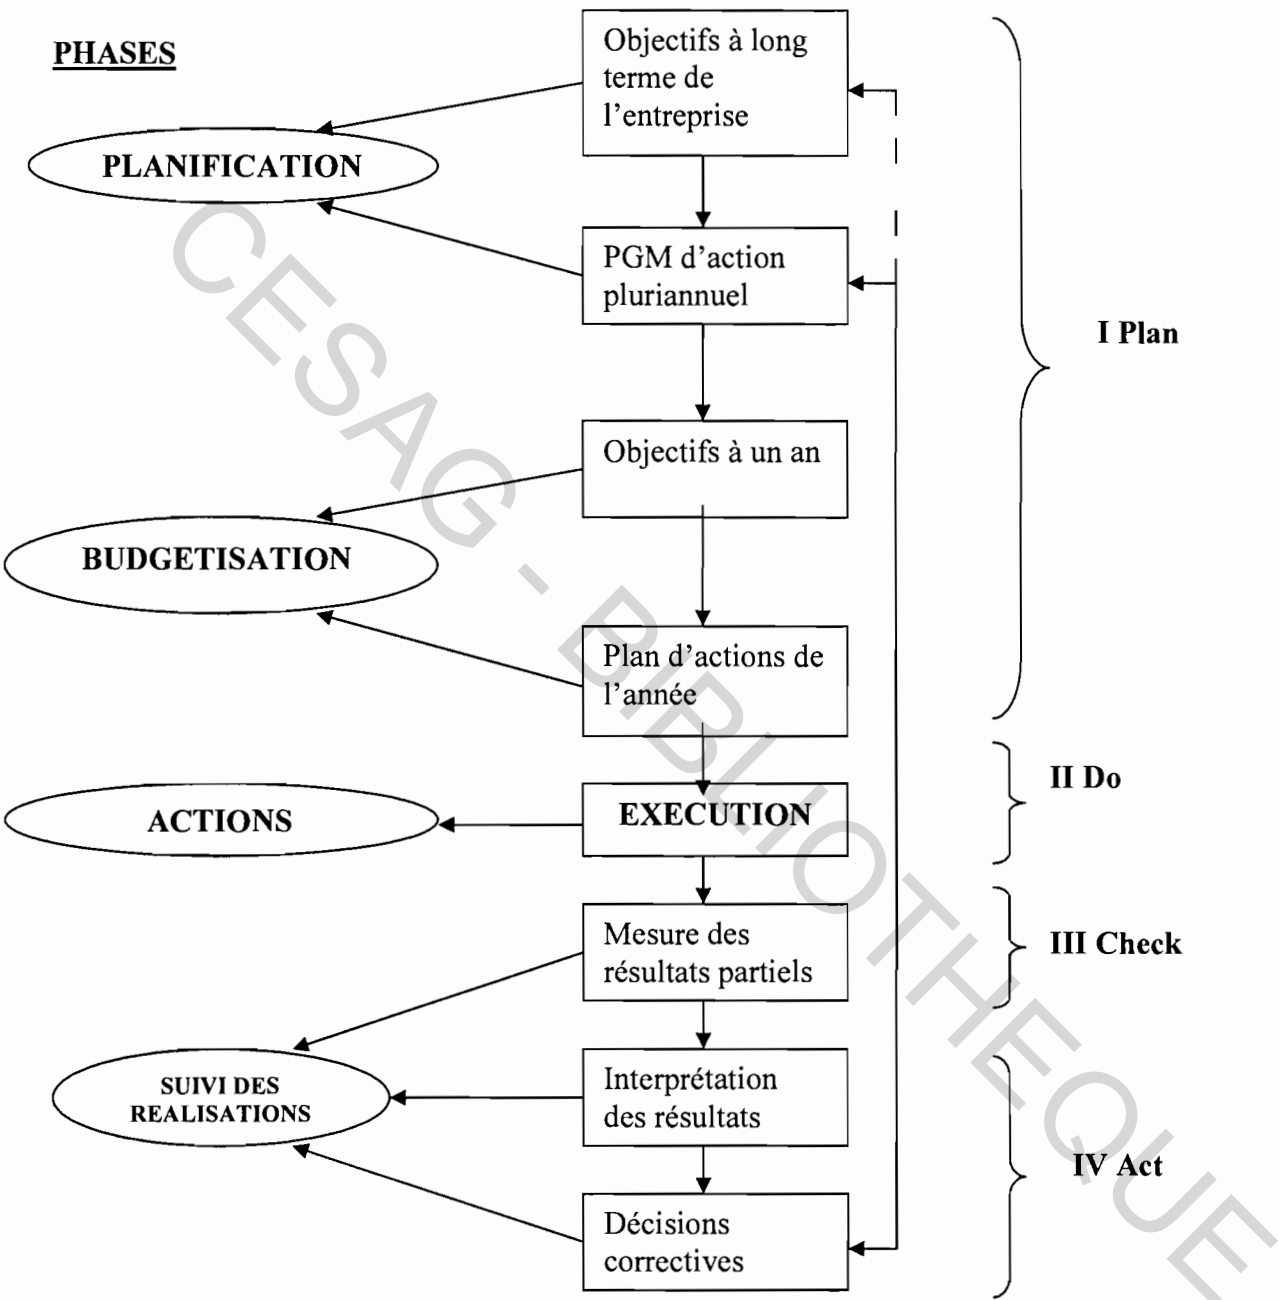 PHASES
Objectifs à long
terme de
l’entreprise
PLANIFICATION
PGM d’action
pluriannuel
I Plan
Objectifs à un an
BUDGETISATION
Plan d’actions de
l’année
II Do
ACTIONS
EXECUTION
III Check
Mesure des
résultats partiels
SUIVI DES
REALISATIONS
Interprétation
des résultats
IV Act
Décisions
correctives
CESAG - BIBLIOTHEQUE